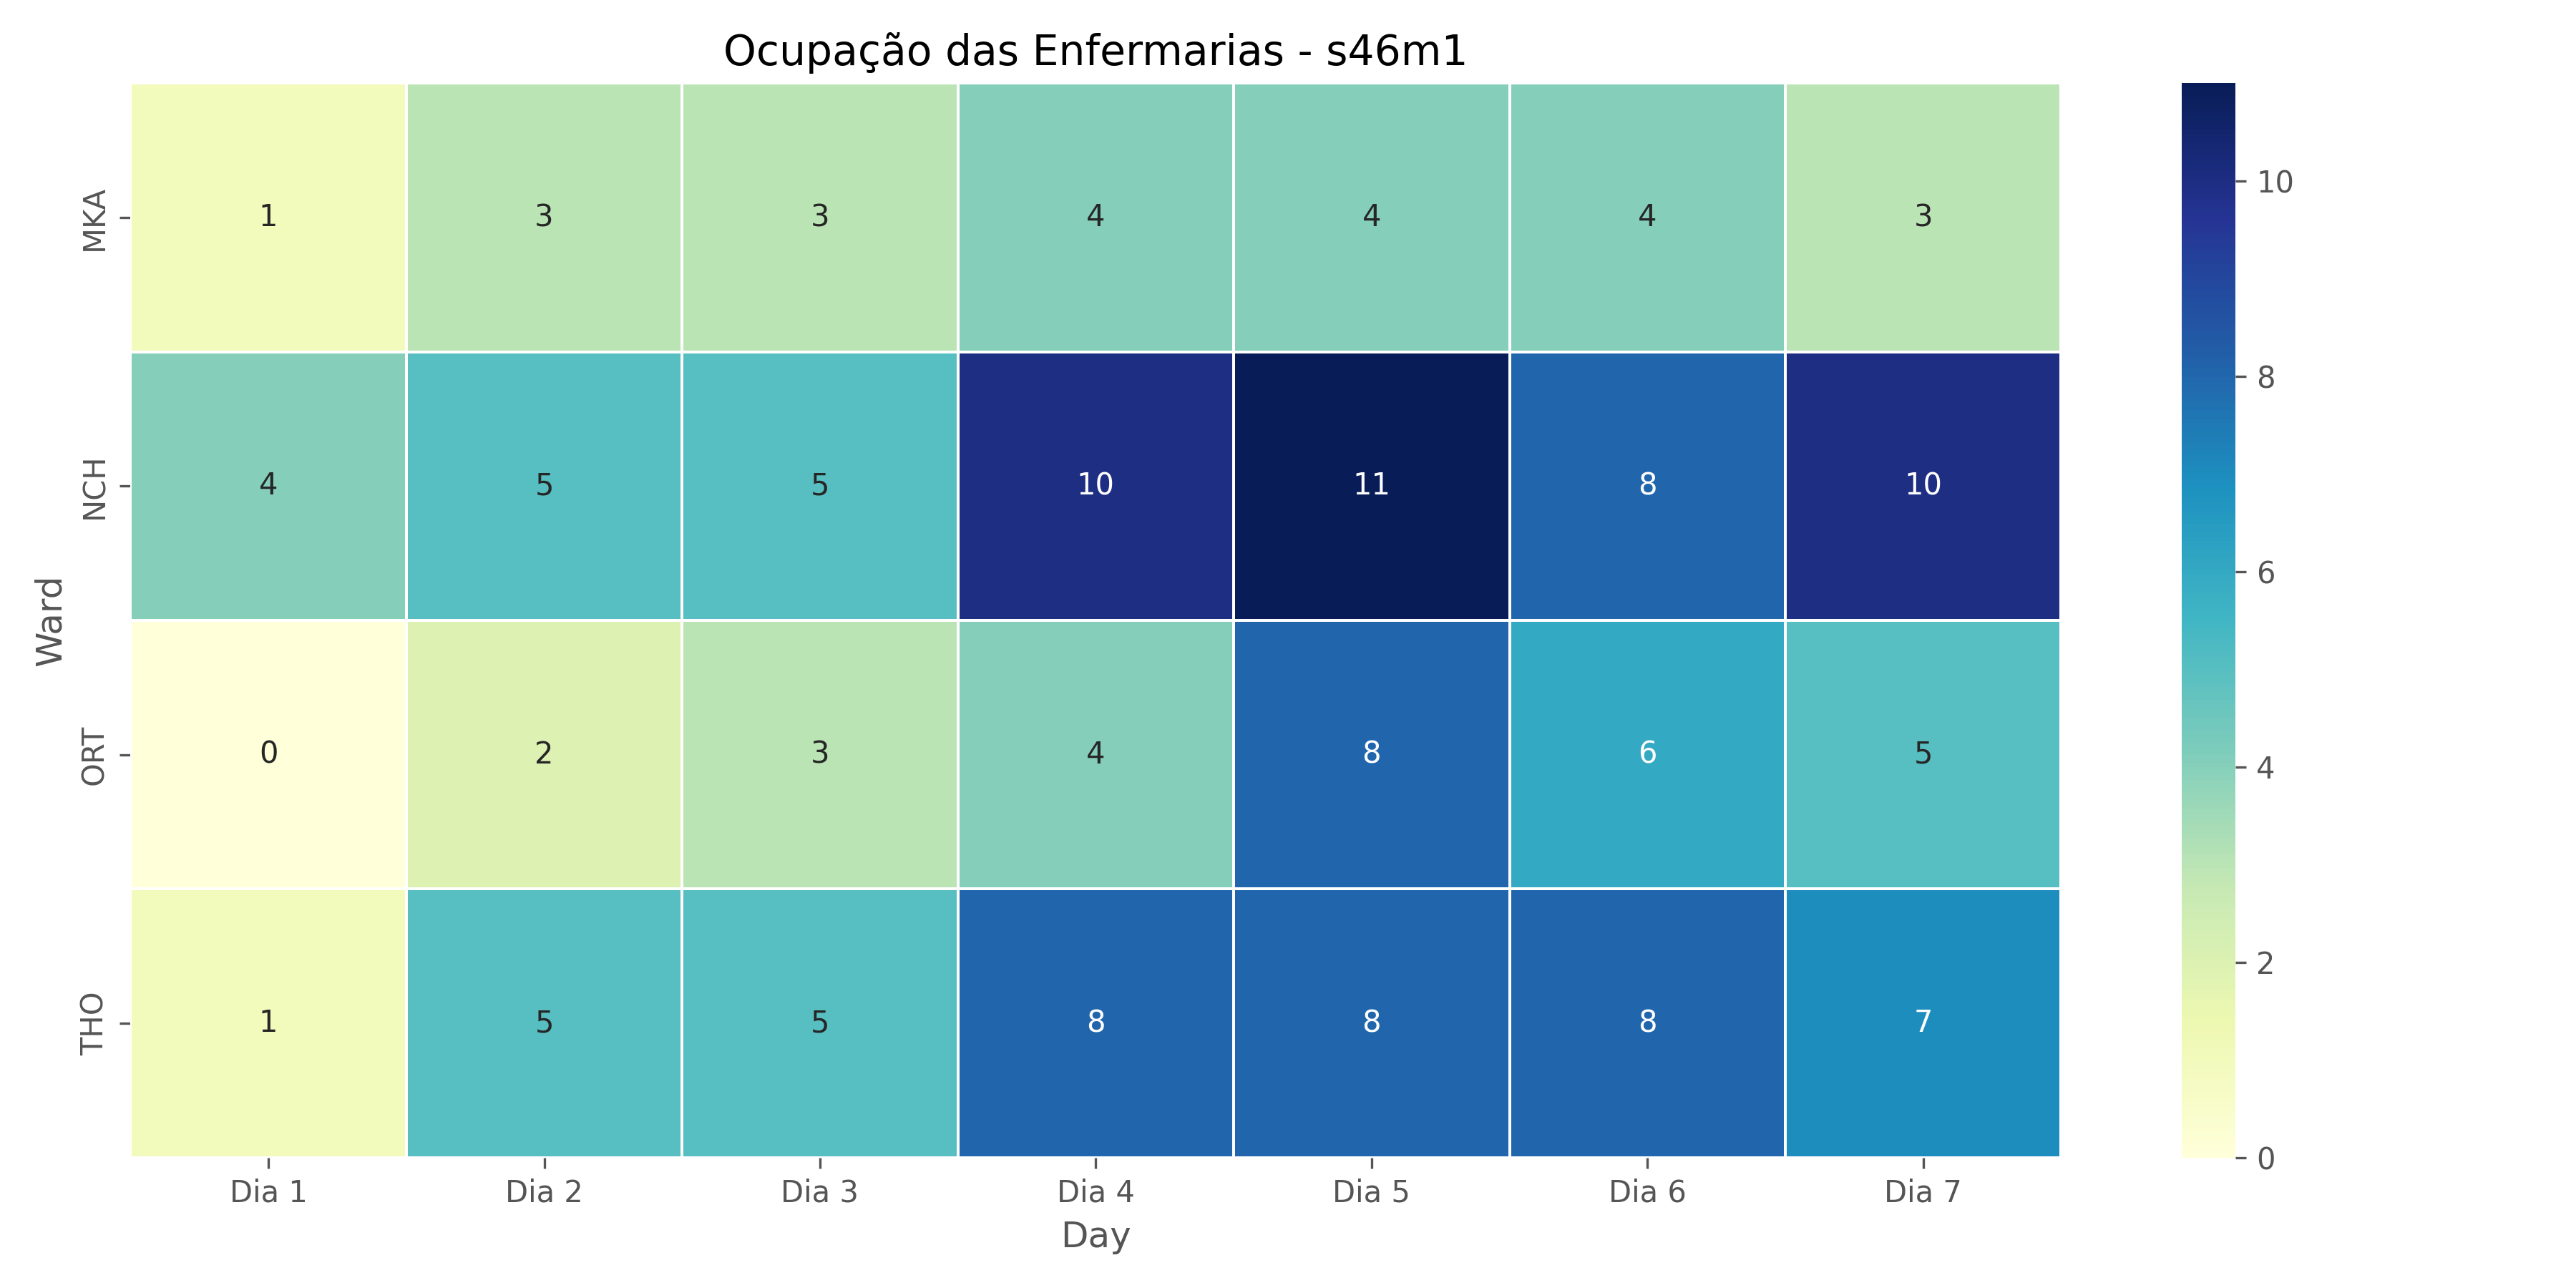 Ocupação das Enfermarias - s46m1
MKA 1 3 3 4 4 4 3
NCH 4 5 5 10 11 8 10
ORT 0 2 3 4 8 6 5
THO 1 5 5 8 8 8 7
Dia 1 Dia 2 Dia 3 Dia 4 Dia 5 Dia 6 Dia 7
Day
Ward
10
8
6
4
2
0